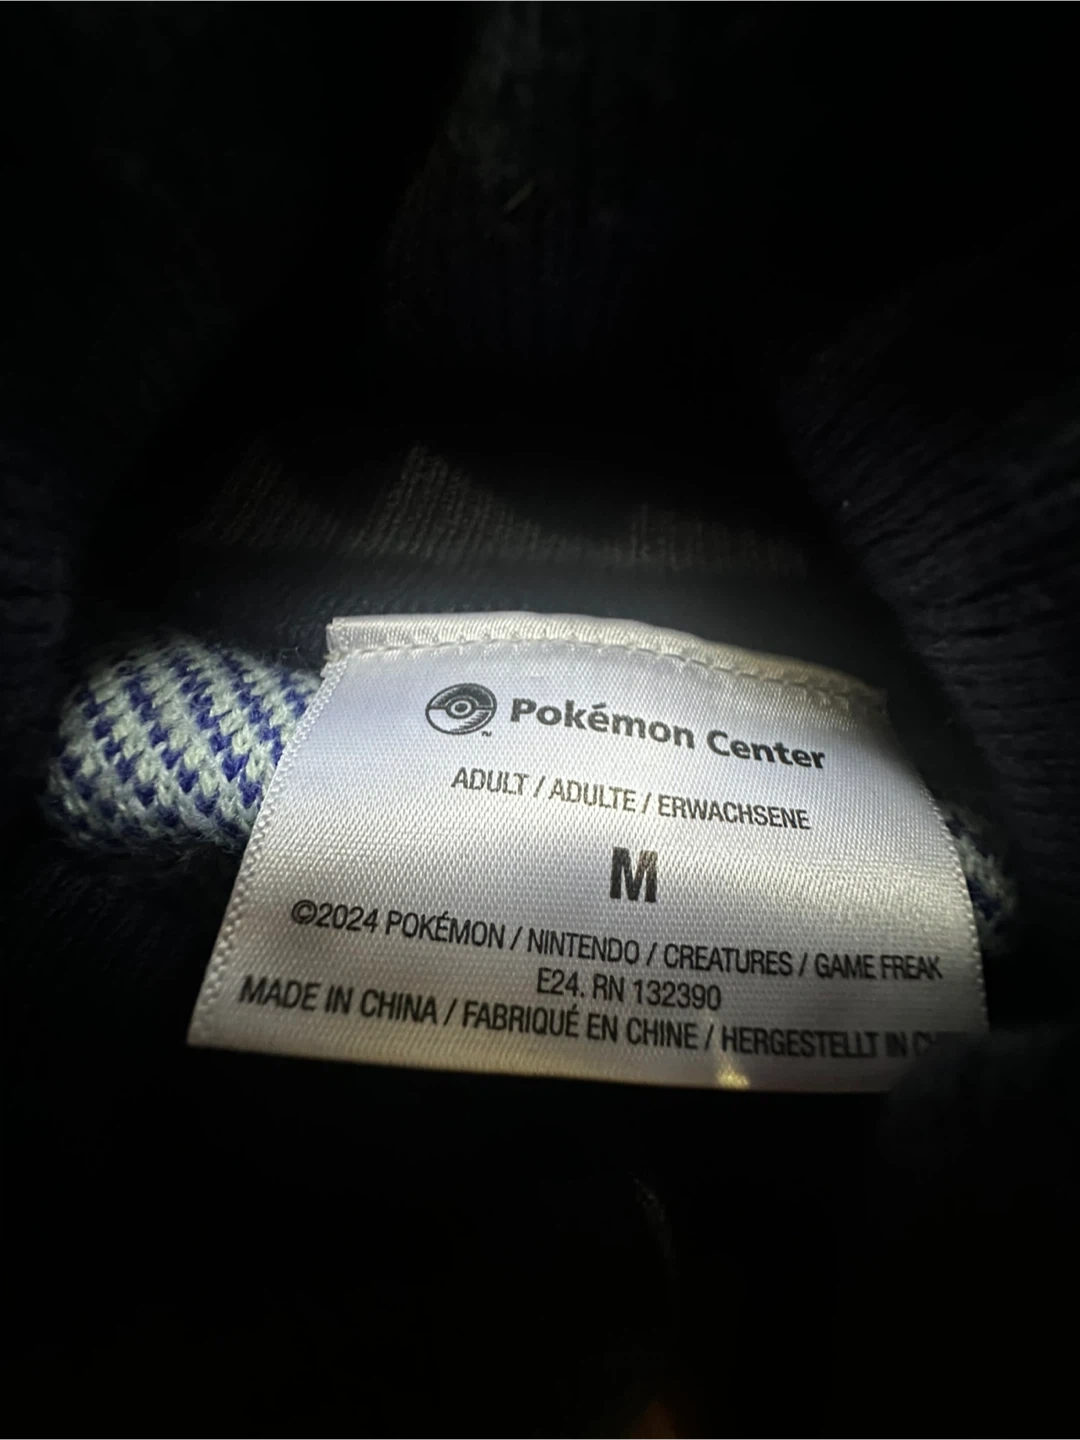 Pokémon Center
ADULT / ADULTE / ERWACHSENE
M
©2024 POKÉMON / NINTENDO / CREATURES / GAME FREAK
E24. RN 132390
MADE IN CHINA / FABRIQUÉ EN CHINE / HERGESTELLT IN